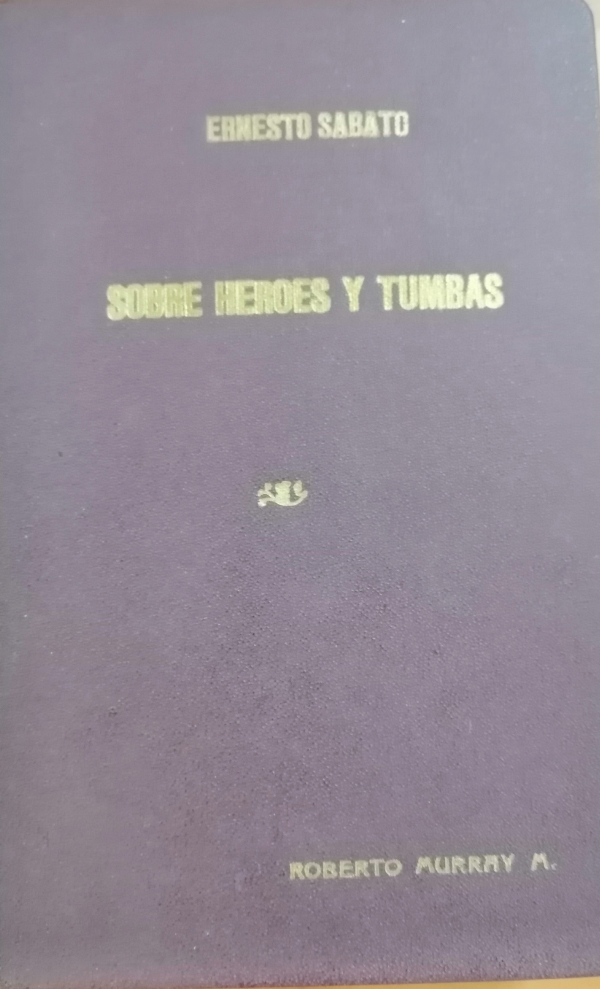 ERNESTO SABATO
SOBRE HEROES Y TUMBAS
ROBERTO MURRAY M.